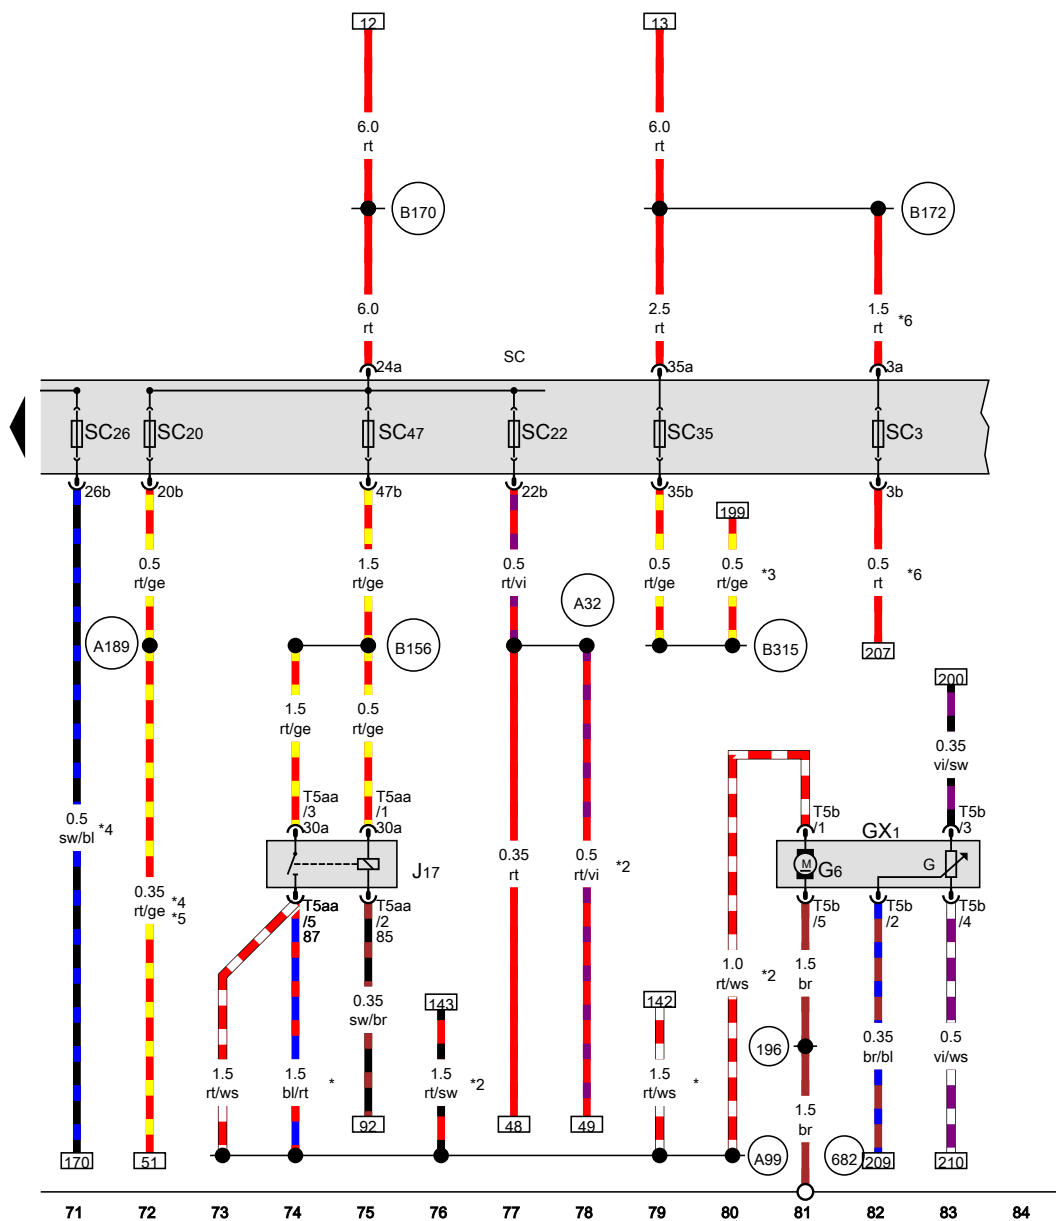 12
13
6.0
rt
6.0
rt
B170
B172
6.0
rt
2.5
rt
1.5
rt
*6
SC
24a
35a
3a
SC26
SC20
SC47
SC22
SC35
SC3
26b
20b
47b
22b
35b
3b
199
0.5
rt/ge
1.5
rt/ge
0.5
rt/vi
0.5
rt/ge
0.5
rt/ge
*3
0.5
rt
*6
A32
A189
B156
B315
207
200
1.5
rt/ge
0.5
rt/ge
0.35
vi/sw
T5aa
/3
30a
T5aa
/1
30a
T5b
/1
GX1
T5b
/3
0.5
sw/bl
*4
J17
0.35
rt
0.5
rt/vi
*2
M
G6
G
0.35
rt/ge
*4
*5
T5aa
/5
87
T5aa
/2
85
T5b
/5
T5b
/2
T5b
/4
1.0
rt/ws
*2
1.5
br
0.35
sw/br
143
142
196
0.35
br/bl
0.5
vi/ws
1.5
rt/ws
1.5
bl/rt
*
1.5
rt/sw
*2
1.5
rt/ws
*
1.5
br
92
48
49
170
51
A99
682
209
210
71
72
73
74
75
76
77
78
79
80
81
82
83
84